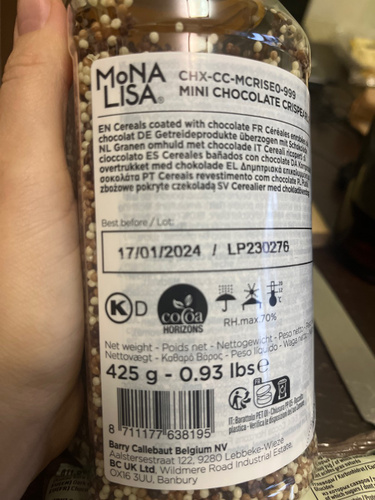 MONA
LISA®
CHX-CC-MCRISE0-999
MINI CHOCOLATE CRISPEARLS
EN Cereals coated with chocolate FR Céréales enrobées
chocolat DE Getreideprodukte überzogen mit Schokolade
NL Granen omhuld met chocolade IT Cereali ricoperti di
cioccolato ES Cereales bañados con chocolate DA Korn
overtrukket med chokolade EL Δημητριακά επικαλυμμένα
σοκολάτα PT Cereais revestimento com chocolate PL Produkty
zbożowe pokryte czekoladą SV Cerealier med chokladöverdrag
Best before / Lot:
17/01/2024 / LP230276
K D
cocoa
HORIZONS
RH.max.70%
Net weight - Poids net - Nettogewicht - Peso netto -
Nettovægt - Καθαρό Βάρος - Peso líquido - Waga netto -
425 g - 0.93 lbs e
8 711177 638195
Barry Callebaut Belgium NV
Aalstersestraat 122, 9280 Lebbeke-Wieze
BC UK Ltd, Wildmere Road Industrial Estate,
OX16 3UU, Banbury